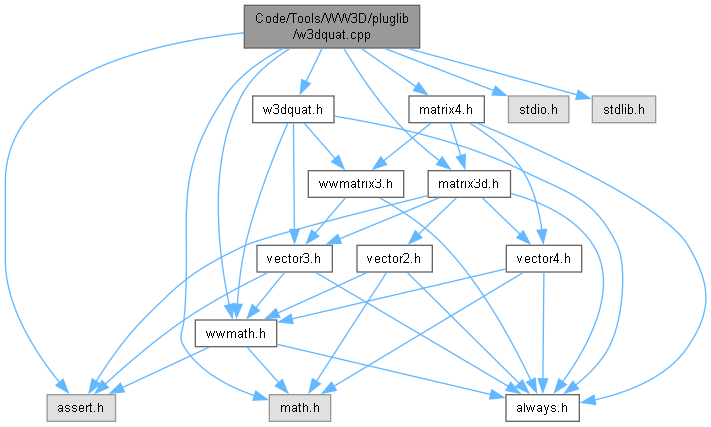 Code/Tools/WW3D/pluglib
/w3dquat.cpp
w3dquat.h
matrix4.h
stdio.h
stdlib.h
wwmatrix3.h
matrix3d.h
vector3.h
vector2.h
vector4.h
wwmath.h
assert.h
math.h
always.h